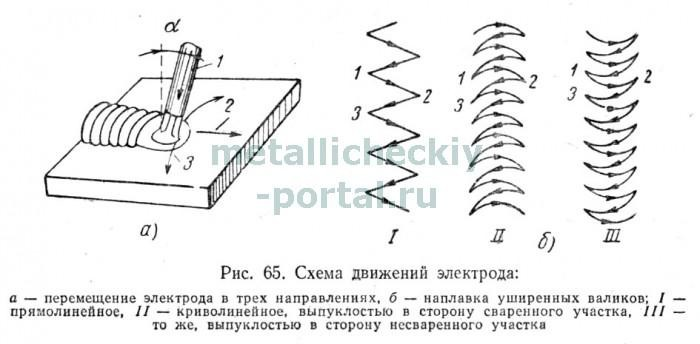 α
1
2
3
а)
1
2
3
I
1
2
3
II
б)
1
2
3
III
metallicheckiy
-portal.ru
Рис. 65. Схема движений электрода:
а — перемещение электрода в трех направлениях, б — наплавка уширенных валиков; I —
прямолинейное, II — криволинейное, выпуклостью в сторону сваренного участка, III —
то же, выпуклостью в сторону несваренного участка